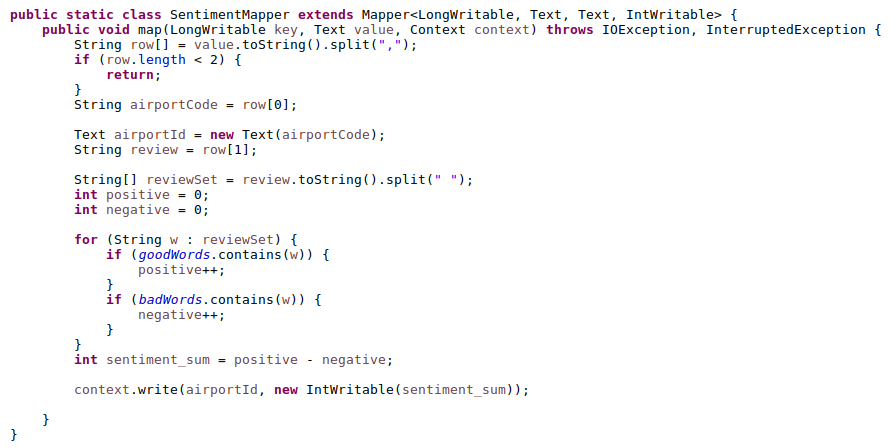 public static class SentimentMapper extends Mapper<LongWritable, Text, Text, IntWritable> {
    public void map(LongWritable key, Text value, Context context) throws IOException, InterruptedException {
        String row[] = value.toString().split(",");
        if (row.length < 2) {
            return;
        }
        String airportCode = row[0];

        Text airportId = new Text(airportCode);
        String review = row[1];

        String[] reviewSet = review.toString().split(" ");
        int positive = 0;
        int negative = 0;

        for (String w : reviewSet) {
            if (goodWords.contains(w)) {
                positive++;
            }
            if (badWords.contains(w)) {
                negative++;
            }
        }
        int sentiment_sum = positive - negative;

        context.write(airportId, new IntWritable(sentiment_sum));

    }
}